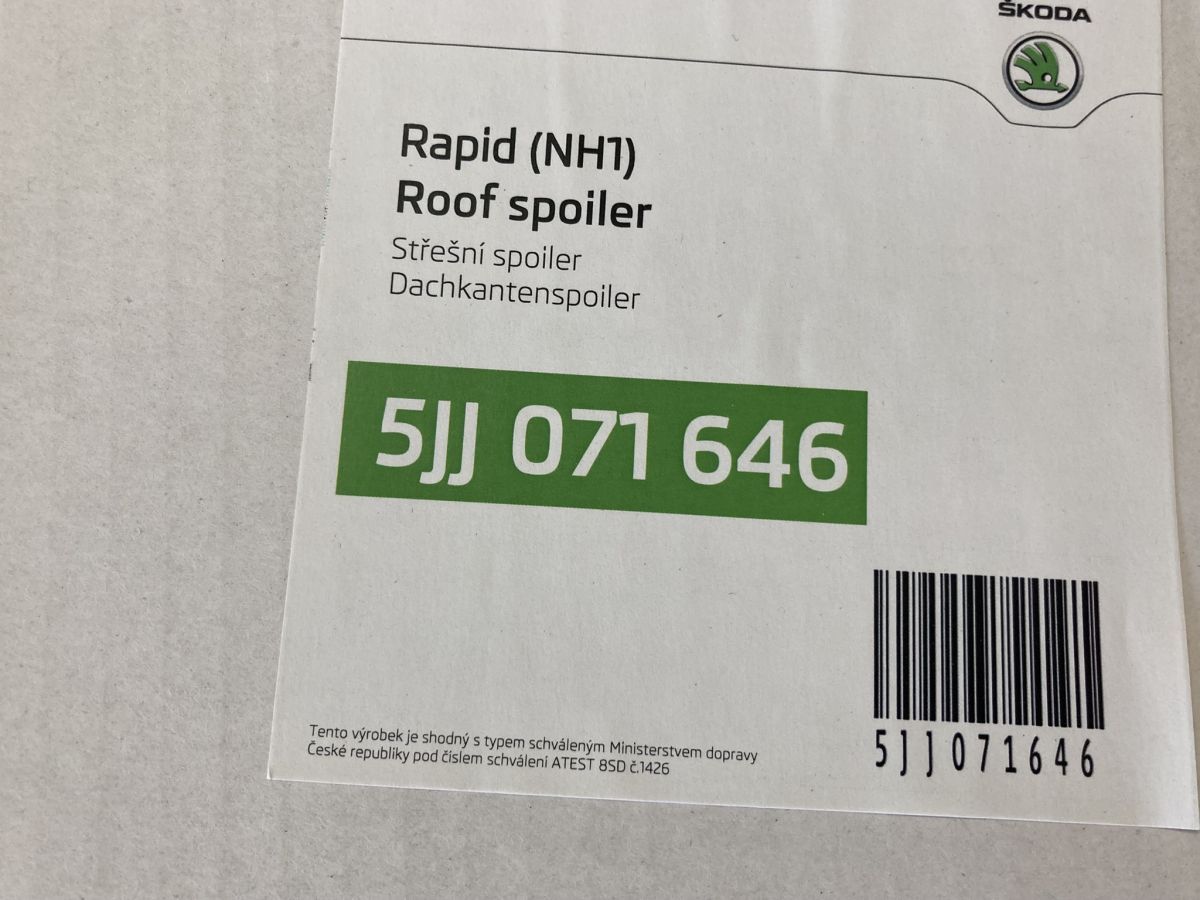 ŠKODA
Rapid (NH1)
Roof spoiler
Střešní spoiler
Dachkantenspoiler
5JJ 071 646
5JJ071646
Tento výrobek je shodný s typem schváleným Ministerstvem dopravy
České republiky pod číslem schválení ATEST 8SD č.1426